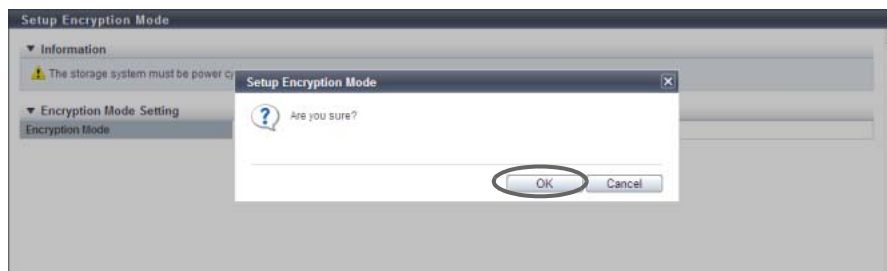 Setup Encryption Mode
▼ Information
The storage system must be power
Setup Encryption Mode
Are you sure?
OK Cancel
▼ Encryption Mode Setting
Encryption Mode